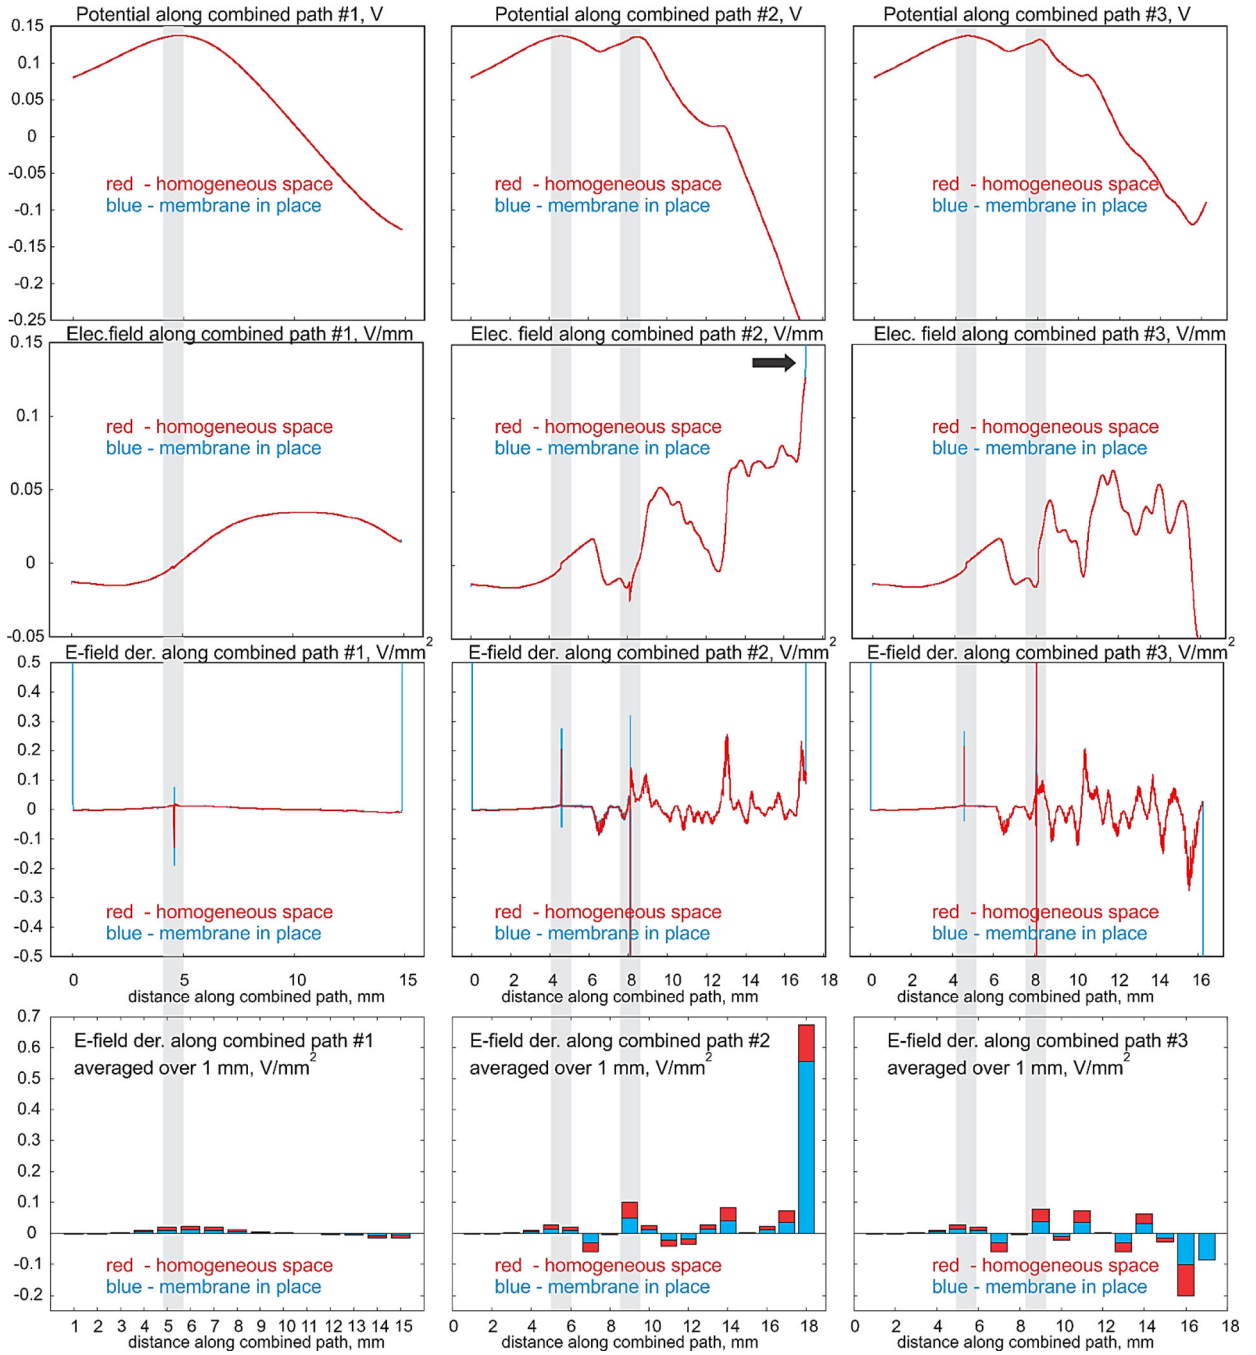 Potential along combined path #1, V
0.15
0.1
0.05
0
-0.05
-0.1
-0.15
-0.2
-0.25
red - homogeneous space
blue - membrane in place
Potential along combined path #2, V
red - homogeneous space
blue - membrane in place
Potential along combined path #3, V
red - homogeneous space
blue - membrane in place
Elec.field along combined path #1, V/mm
0.15
0.1
0.05
0
-0.05
red - homogeneous space
blue - membrane in place
Elec. field along combined path #2, V/mm
red - homogeneous space
blue - membrane in place
0 2 4 6 8 10 12 14 16 18
Elec. field along combined path #3, V/mm
red - homogeneous space
blue - membrane in place
E-field der. along combined path #1, V/mm2
0.5
0.4
0.3
0.2
0.1
0
-0.1
-0.2
-0.3
-0.4
-0.5
red - homogeneous space
blue - membrane in place
0 5 10 15
distance along combined path, mm
E-field der. along combined path #2, V/mm2
red - homogeneous space
blue - membrane in place
0 2 4 6 8 10 12 14 16 18
distance along combined path, mm
E-field der. along combined path #3, V/mm2
red - homogeneous space
blue - membrane in place
0 2 4 6 8 10 12 14 16
distance along combined path, mm
0.7
0.6
0.5
0.4
0.3
0.2
0.1
0
-0.1
-0.2
E-field der. along combined path #1
averaged over 1 mm, V/mm2
red - homogeneous space
blue - membrane in place
1 2 3 4 5 6 7 8 9 10 11 12 13 14 15
distance along combined path, mm
E-field der. along combined path #2
averaged over 1 mm, V/mm2
red - homogeneous space
blue - membrane in place
0 2 4 6 8 10 12 14 16 18
distance along combined path, mm
E-field der. along combined path #3
averaged over 1 mm, V/mm2
red - homogeneous space
blue - membrane in place
0 2 4 6 8 10 12 14 16 18
distance along combined path, mm